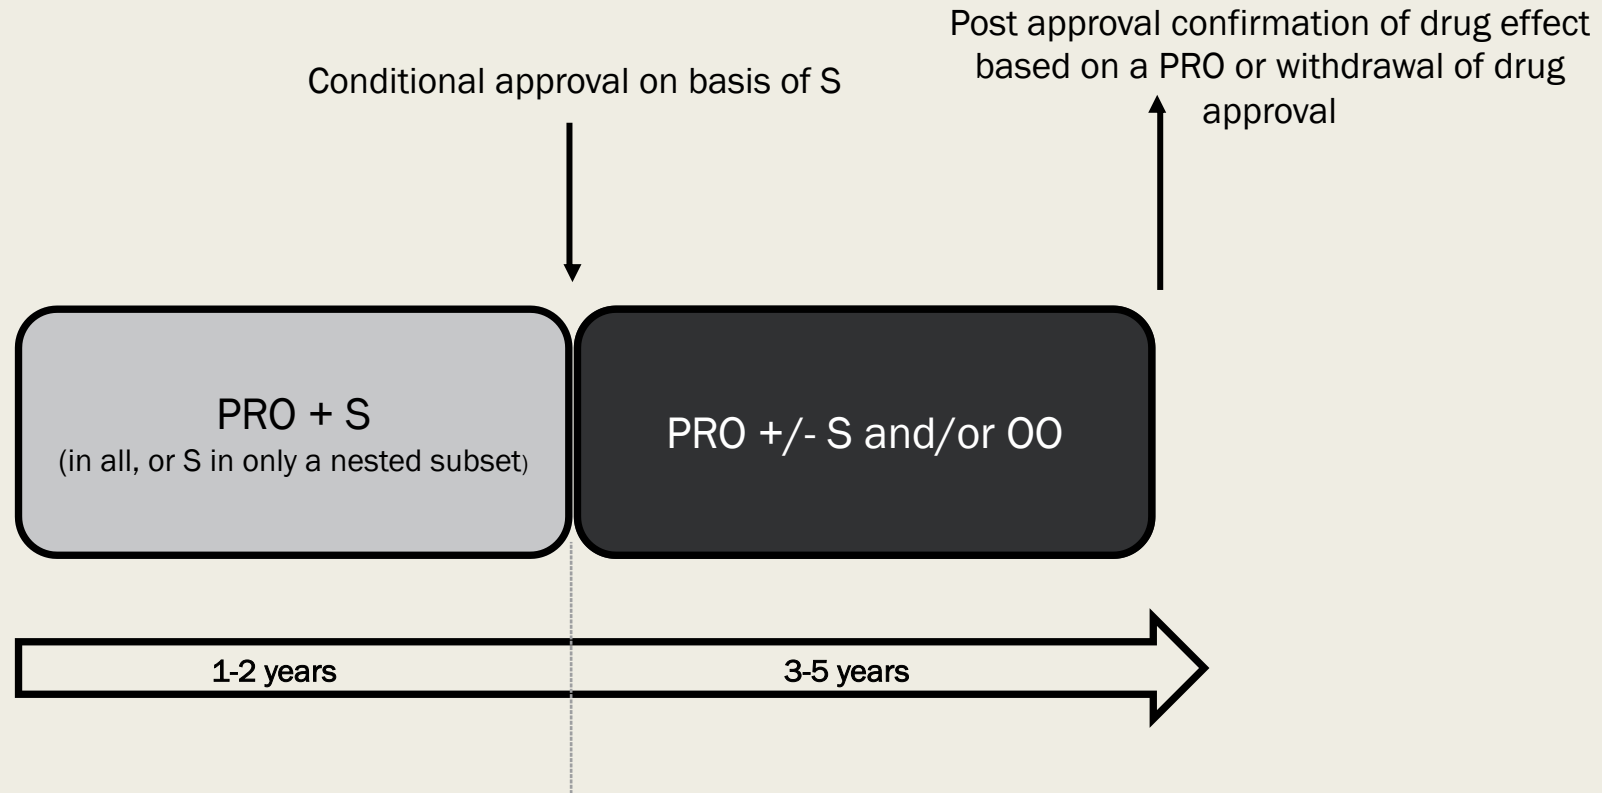 Post approval confirmation of drug effect
based on a PRO or withdrawal of drug
approval
Conditional approval on basis of S
PRO + S
(in all, or S in only a nested subset)
PRO +/- S and/or OO
1-2 years
3-5 years